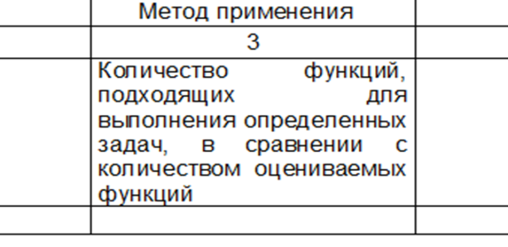 Метод применения
3
Количество функций,
подходящих для
выполнения определенных
задач, в сравнении с
количеством оцениваемых
функций